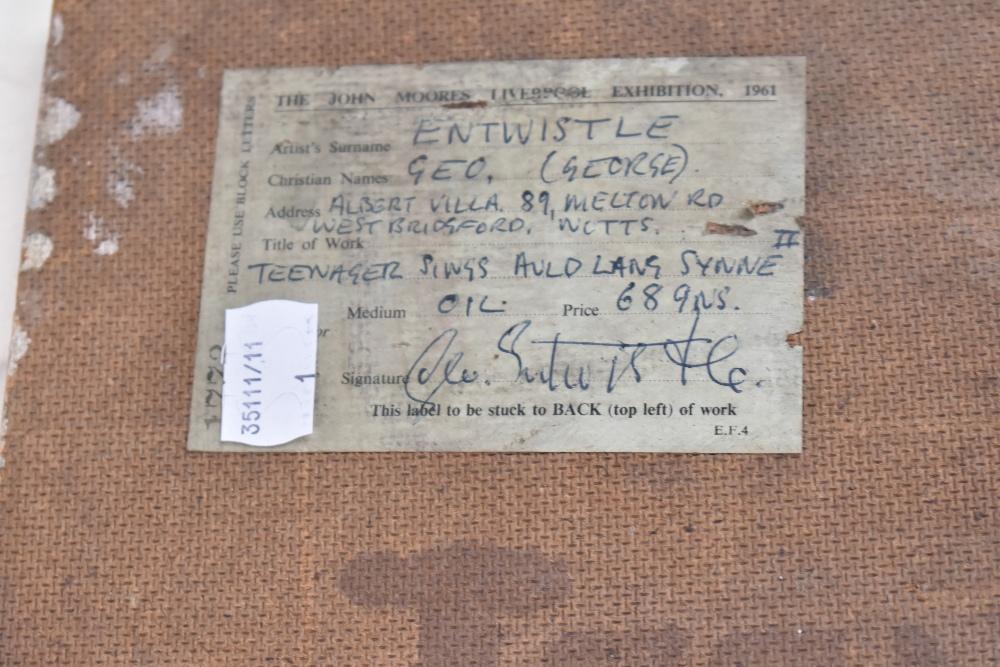 THE JOHN MOORES LIVERPOOL EXHIBITION, 1961
PLEASE USE BLOCK LETTERS
Artist's Surname ENTWISTLE
Christian Names GEO. (GEORGE).
Address ALBERT VILLA. 89, MELTON RD
WEST BRIDGFORD. NOTTS.
Title of Work
TEENAGER SINGS AULD LANG SYNNE II
Medium OIL Price 68 GNS.
or
Signature Geo. Entwistle.
This label to be stuck to BACK (top left) of work
E.F.4
35111/11
1